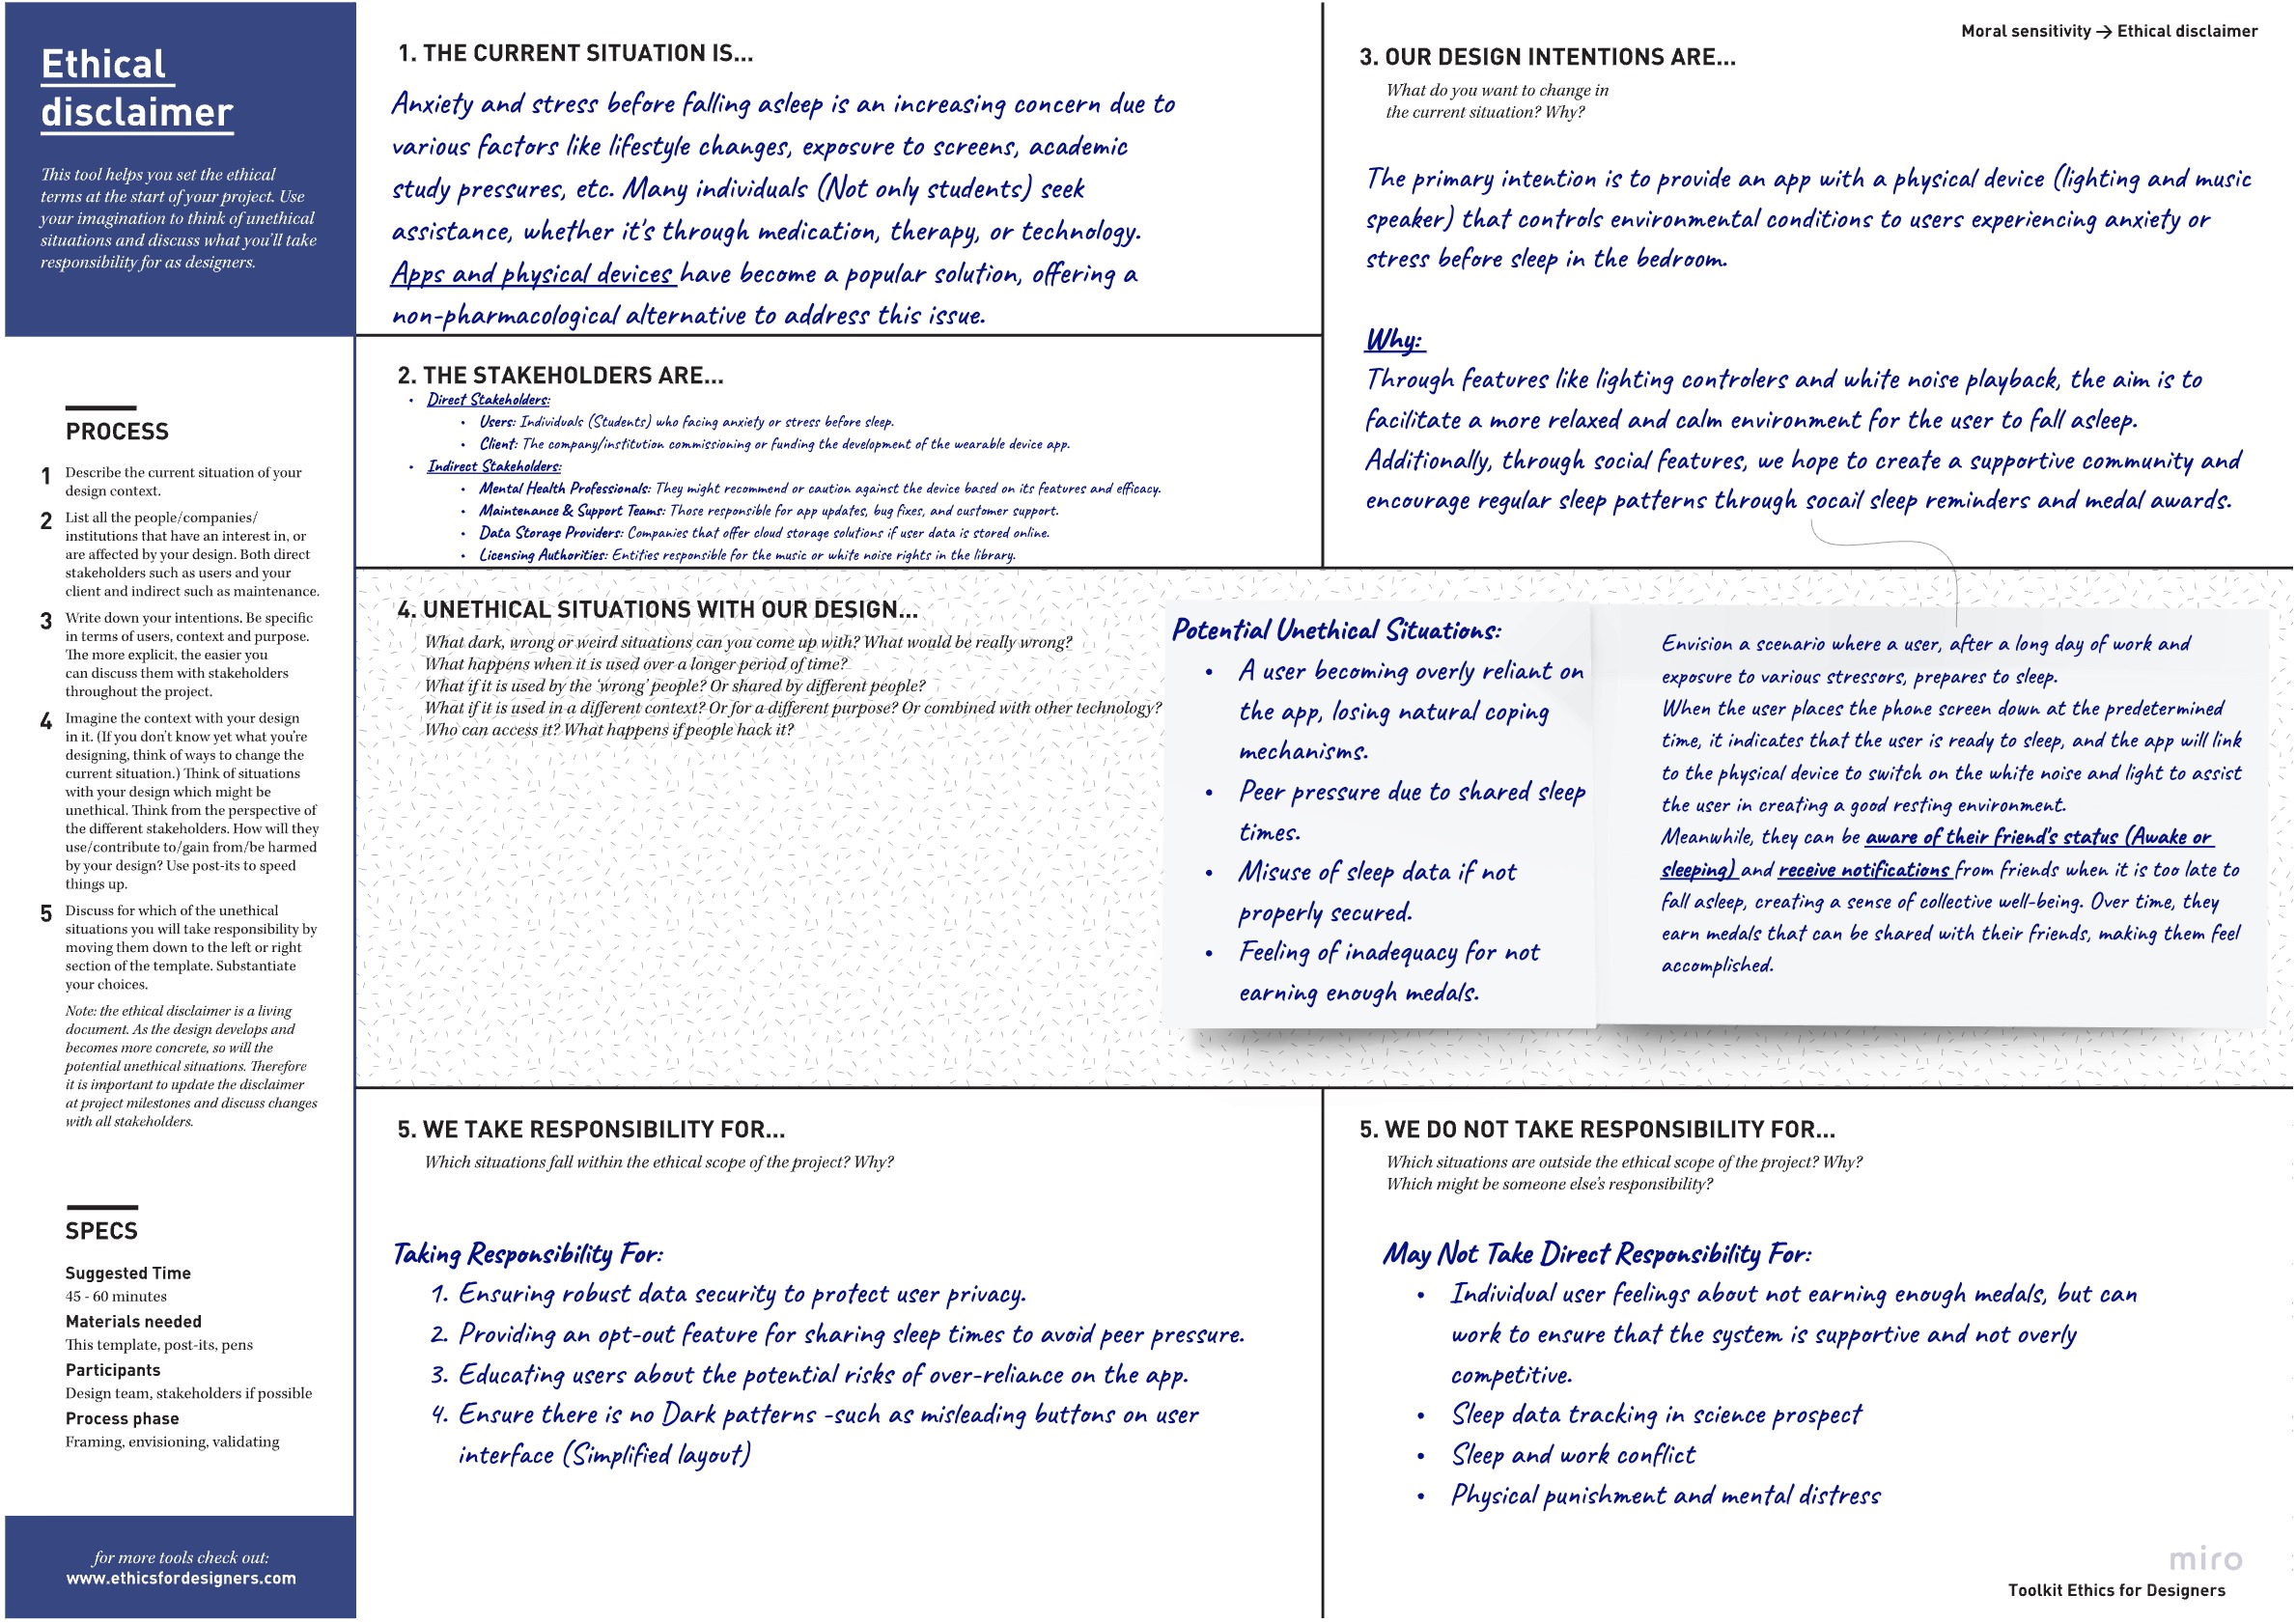 Ethical
disclaimer
This tool helps you set the ethical
terms at the start of your project. Use
your imagination to think of unethical
situations and discuss what you'll take
responsibility for as designers.
PROCESS
1 Describe the current situation of your
design context.
2 List all the people/companies/
institutions that have an interest in, or
are affected by your design. Both direct
stakeholders such as users and your
client and indirect such as maintenance.
3 Write down your intentions. Be specific
in terms of users, context and purpose.
The more explicit, the easier you
can discuss them with stakeholders
throughout the project.
4 Imagine the context with your design
in it. (If you don't know yet what you're
designing, think of ways to change the
current situation.) Think of situations
with your design which might be
unethical. Think from the perspective of
the different stakeholders. How will they
use/contribute to/gain from/be harmed
by your design? Use post-its to speed
things up.
5 Discuss for which of the unethical
situations you will take responsibility by
moving them down to the left or right
section of the template. Substantiate
your choices.
Note: the ethical disclaimer is a living
document. As the design develops and
becomes more concrete, so will the
potential unethical situations. Therefore
it is important to update the disclaimer
at project milestones and discuss changes
with all stakeholders.
SPECS
Suggested Time
45 - 60 minutes
Materials needed
This template, post-its, pens
Participants
Design team, stakeholders if possible
Process phase
Framing, envisioning, validating
for more tools check out:
www.ethicsfordesigners.com
1. THE CURRENT SITUATION IS...
Anxiety and stress before falling asleep is an increasing concern due to
various factors like lifestyle changes, exposure to screens, academic
study pressures, etc. Many individuals (Not only students) seek
assistance, whether it's through medication, therapy, or technology.
Apps and physical devices have become a popular solution, offering a
non-pharmacological alternative to address this issue.
2. THE STAKEHOLDERS ARE...
• Direct Stakeholders:
• Users: Individuals (Students) who facing anxiety or stress before sleep.
• Client: The company/institution commissioning or funding the development of the wearable device app.
• Indirect Stakeholders:
• Mental Health Professionals: They might recommend or caution against the device based on its features and efficacy.
• Maintenance & Support Teams: Those responsible for app updates, bug fixes, and customer support.
• Data Storage Providers: Companies that offer cloud storage solutions if user data is stored online.
• Licensing Authorities: Entities responsible for the music or white noise rights in the library.
Moral sensitivity → Ethical disclaimer
3. OUR DESIGN INTENTIONS ARE...
What do you want to change in
the current situation? Why?
The primary intention is to provide an app with a physical device (lighting and music
speaker) that controls environmental conditions to users experiencing anxiety or
stress before sleep in the bedroom.
Why:
Through features like lighting controlers and white noise playback, the aim is to
facilitate a more relaxed and calm environment for the user to fall asleep.
Additionally, through social features, we hope to create a supportive community and
encourage regular sleep patterns through socail sleep reminders and medal awards.
4. UNETHICAL SITUATIONS WITH OUR DESIGN...
What dark, wrong or weird situations can you come up with? What would be really wrong?
What happens when it is used over a longer period of time?
What if it is used by the 'wrong' people? Or shared by different people?
What if it is used in a different context? Or for a different purpose? Or combined with other technology?
Who can access it? What happens if people hack it?
Potential Unethical Situations:
• A user becoming overly reliant on
the app, losing natural coping
mechanisms.
• Peer pressure due to shared sleep
times.
• Misuse of sleep data if not
properly secured.
• Feeling of inadequacy for not
earning enough medals.
Envision a scenario where a user, after a long day of work and
exposure to various stressors, prepares to sleep.
When the user places the phone screen down at the predetermined
time, it indicates that the user is ready to sleep, and the app will link
to the physical device to switch on the white noise and light to assist
the user in creating a good resting environment.
Meanwhile, they can be aware of their friend's status (Awake or
sleeping) and receive notifications from friends when it is too late to
fall asleep, creating a sense of collective well-being. Over time, they
earn medals that can be shared with their friends, making them feel
accomplished.
5. WE TAKE RESPONSIBILITY FOR...
Which situations fall within the ethical scope of the project? Why?
Taking Responsibility For:
1. Ensuring robust data security to protect user privacy.
2. Providing an opt-out feature for sharing sleep times to avoid peer pressure.
3. Educating users about the potential risks of over-reliance on the app.
4. Ensure there is no Dark patterns -such as misleading buttons on user
interface (Simplified layout)
5. WE DO NOT TAKE RESPONSIBILITY FOR...
Which situations are outside the ethical scope of the project? Why?
Which might be someone else's responsibility?
May Not Take Direct Responsibility For:
• Individual user feelings about not earning enough medals, but can
work to ensure that the system is supportive and not overly
competitive.
• Sleep data tracking in science prospect
• Sleep and work conflict
• Physical punishment and mental distress
miro
Toolkit Ethics for Designers